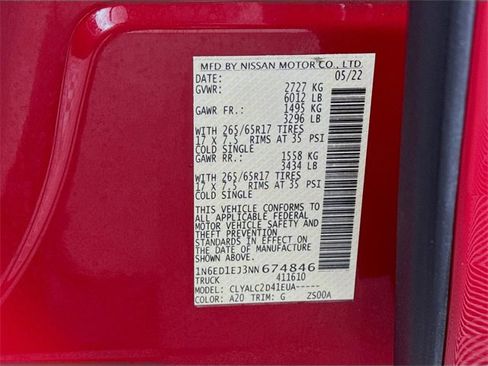 MFD BY NISSAN MOTOR CO., LTD.
DATE: 05/22
GVWR: 2727 KG
6012 LB
GAWR FR.: 1495 KG
3296 LB
WITH 265/65R17 TIRES
17 X 7.5 RIMS AT 35 PSI
COLD SINGLE
GAWR RR.: 1558 KG
3434 LB
WITH 265/65R17 TIRES
17 X 7.5 RIMS AT 35 PSI
COLD SINGLE
THIS VEHICLE CONFORMS TO
ALL APPLICABLE FEDERAL
MOTOR VEHICLE SAFETY AND
THEFT PREVENTION
STANDARDS IN EFFECT ON
THE DATE OF MANUFACTURE
SHOWN ABOVE.
1N6ED1EJ3NN674846
TRUCK 411610
MODEL: CLYALC2D41EUA-----
COLOR: A20 TRIM: G ZS00A